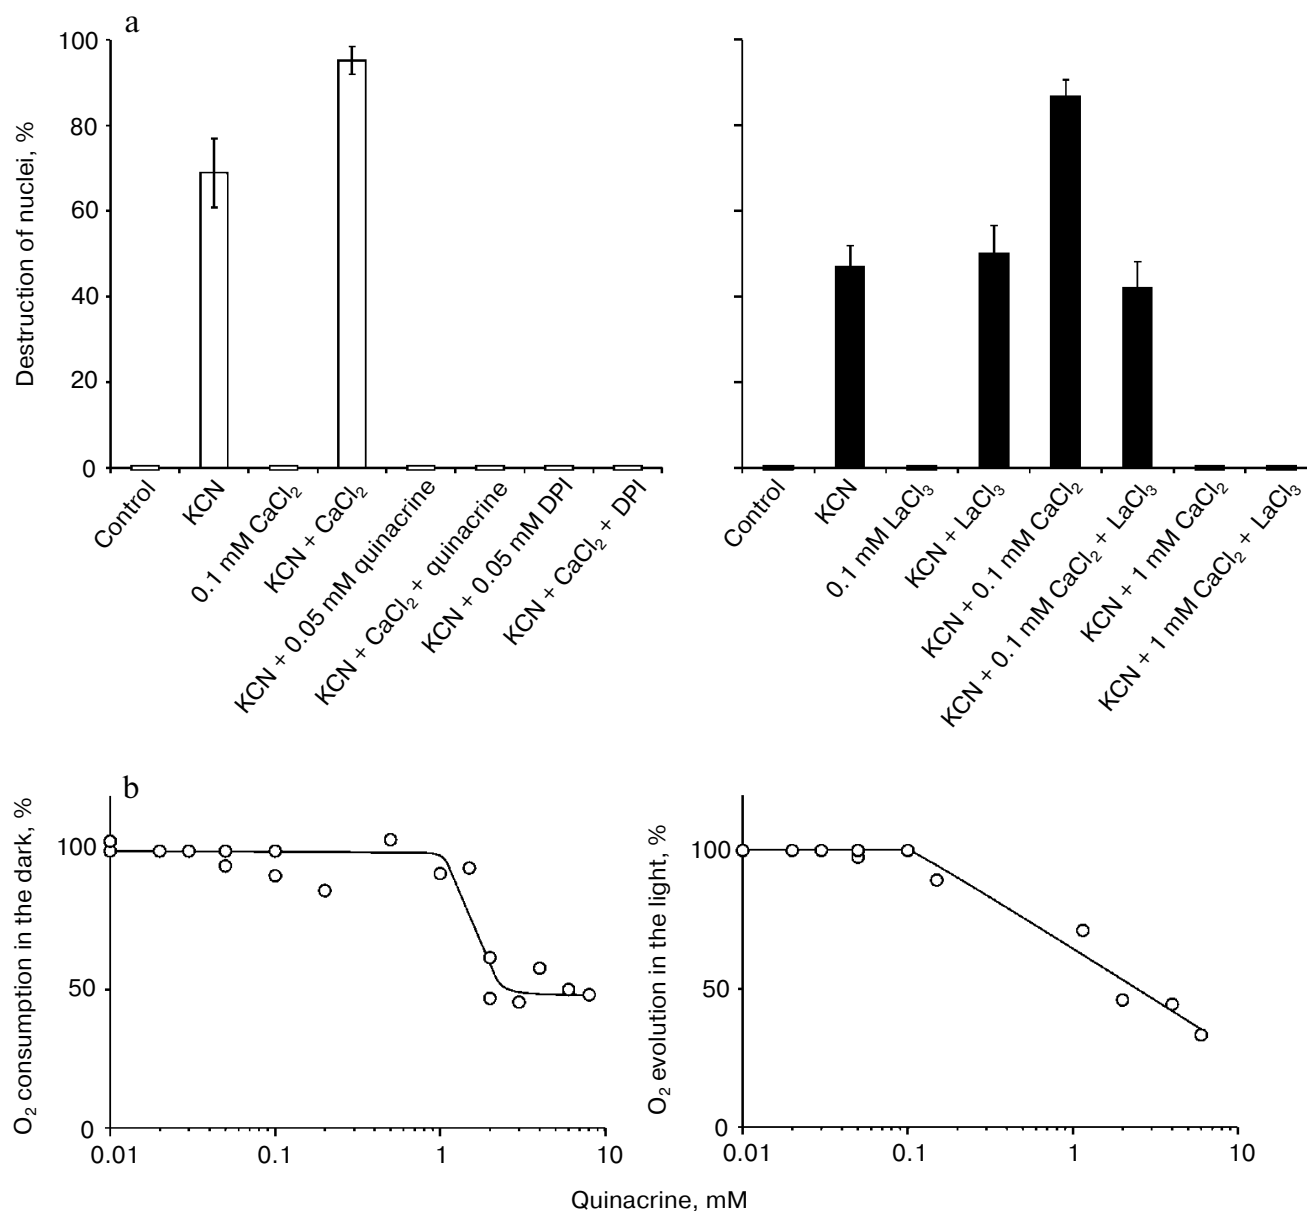 a
100
80
60
40
20
0
Destruction of nuclei, %
Control
KCN
0.1 mM CaCl₂
KCN + CaCl₂
KCN + 0.05 mM quinacrine
KCN + CaCl₂ + quinacrine
KCN + 0.05 mM DPI
KCN + CaCl₂ + DPI
Control
KCN
0.1 mM LaCl₃
KCN + LaCl₃
KCN + 0.1 mM CaCl₂
KCN + 0.1 mM CaCl₂ + LaCl₃
KCN + 1 mM CaCl₂
KCN + 1 mM CaCl₂ + LaCl₃
b
O₂ consumption in the dark, %
100
50
0
0.01
0.1
1
10
O₂ evolution in the light, %
100
50
0
0.01
0.1
1
10
Quinacrine, mM